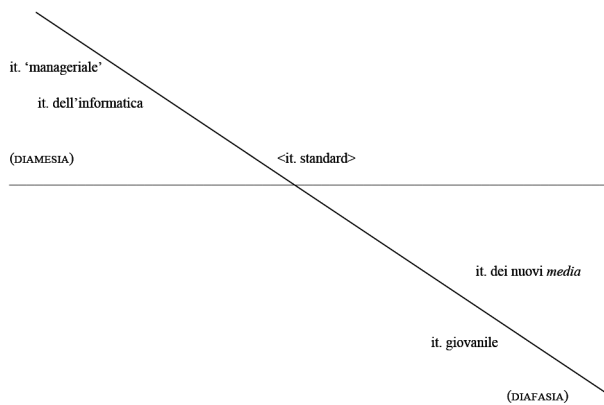 it. ‘manageriale’
it. dell’informatica
(DIAMESIA)
<it. standard>
it. dei nuovi media
it. giovanile
(DIAFASIA)